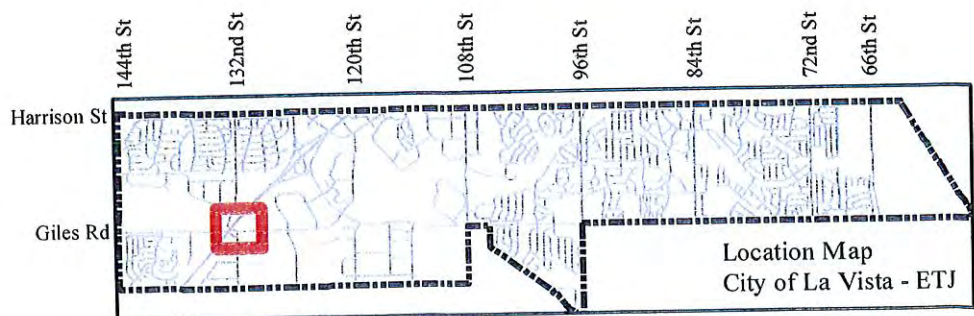 144th St
132nd St
120th St
108th St
96th St
84th St
72nd St
66th St
Harrison St
Giles Rd
Location Map
City of La Vista - ETJ